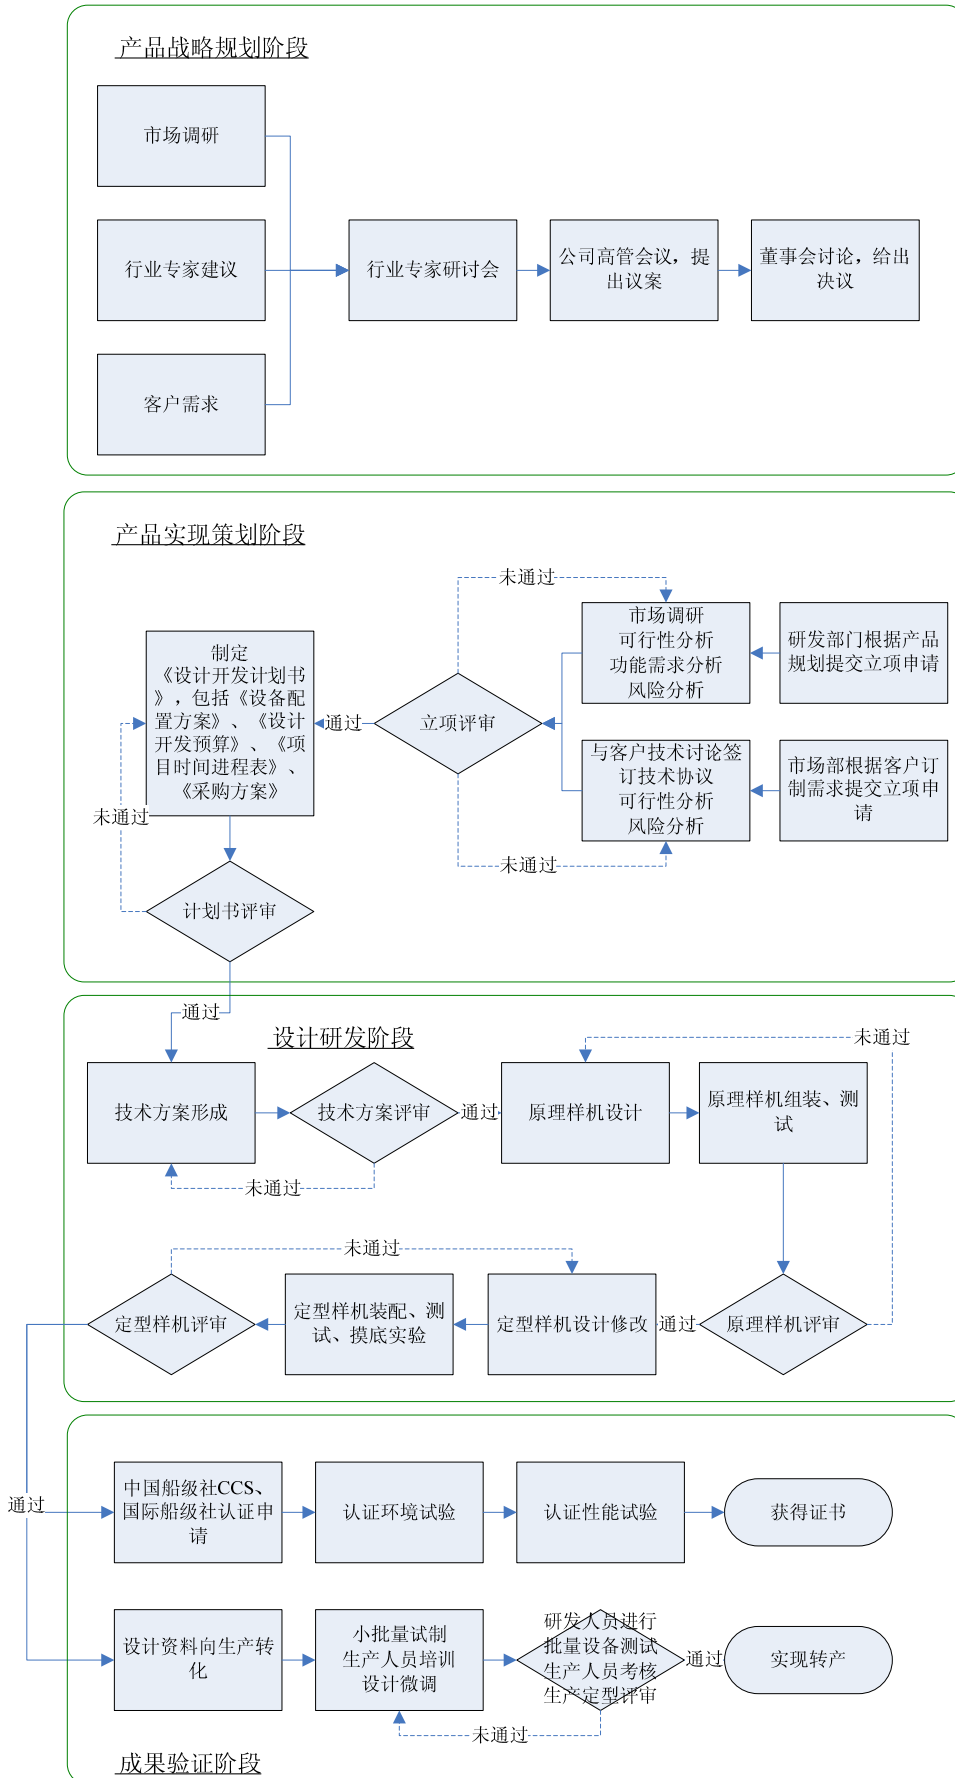 产品战略规划阶段
市场调研
行业专家建议
客户需求
行业专家研讨会
公司高管会议，提
出议案
董事会讨论，给出
决议
产品实现策划阶段
未通过
市场调研
可行性分析
功能需求分析
风险分析
研发部门根据产品
规划提交立项申请
制定
《设计开发计划书
》，包括《设备配
置方案》、《设计
开发预算》、《项
目时间进程表》、
《采购方案》
通过
立项评审
与客户技术讨论签
订技术协议
可行性分析
风险分析
市场部根据客户订
制需求提交立项申
请
未通过
未通过
计划书评审
通过
设计研发阶段
未通过
技术方案形成
技术方案评审
通过
原理样机设计
原理样机组装、测
试
未通过
未通过
定型样机评审
定型样机装配、测
试、摸底实验
定型样机设计修改
通过
原理样机评审
通过
中国船级社CCS、
国际船级社认证申
请
认证环境试验
认证性能试验
获得证书
设计资料向生产转
化
小批量试制
生产人员培训
设计微调
研发人员进行
批量设备测试
生产人员考核
生产定型评审
通过
实现转产
未通过
成果验证阶段